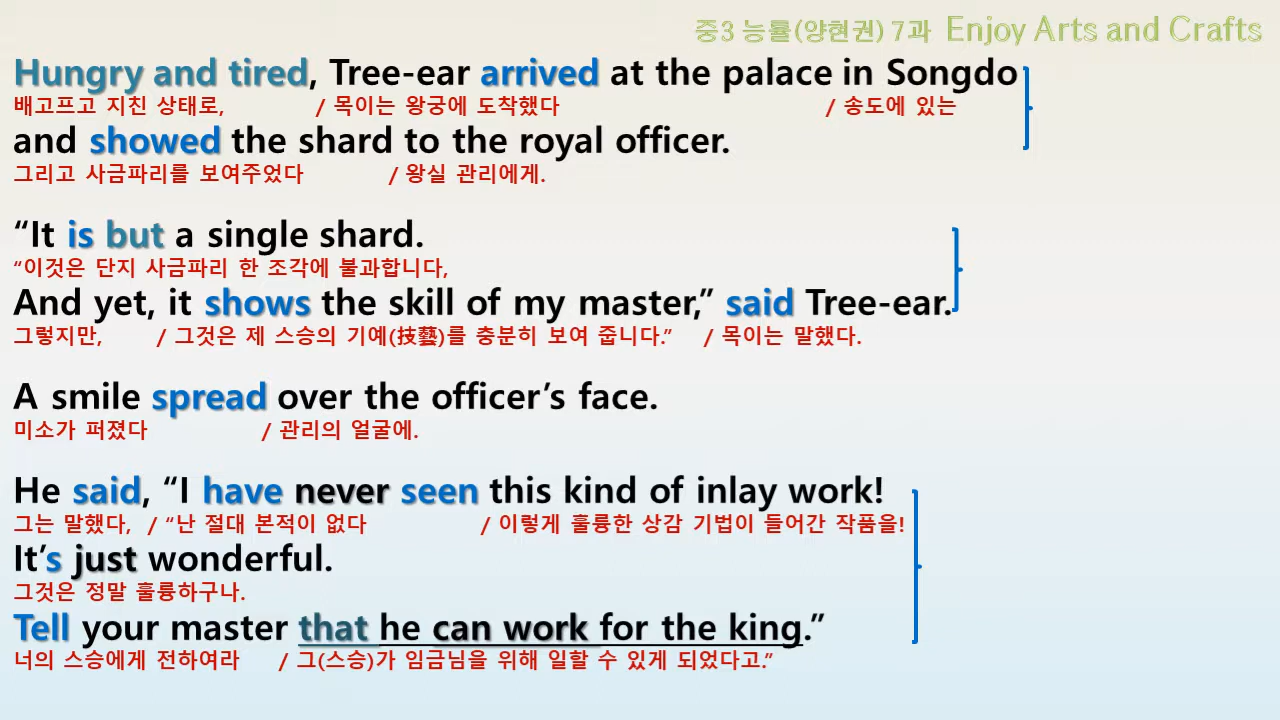 중3 능률(양현권) 7과 Enjoy Arts and Crafts
Hungry and tired, Tree-ear arrived at the palace in Songdo
배고프고 지친 상태로, / 목이는 왕궁에 도착했다 / 송도에 있는
and showed the shard to the royal officer.
그리고 사금파리를 보여주었다 / 왕실 관리에게.
“It is but a single shard.
“이것은 단지 사금파리 한 조각에 불과합니다,
And yet, it shows the skill of my master,” said Tree-ear.
그렇지만, / 그것은 제 스승의 기예(技藝)를 충분히 보여 줍니다.” / 목이는 말했다.
A smile spread over the officer’s face.
미소가 퍼졌다 / 관리의 얼굴에.
He said, “I have never seen this kind of inlay work!
그는 말했다, / “난 절대 본적이 없다 / 이렇게 훌륭한 상감 기법이 들어간 작품을!
It’s just wonderful.
그것은 정말 훌륭하구나.
Tell your master that he can work for the king.”
너의 스승에게 전하여라 / 그(스승)가 임금님을 위해 일할 수 있게 되었다고.”